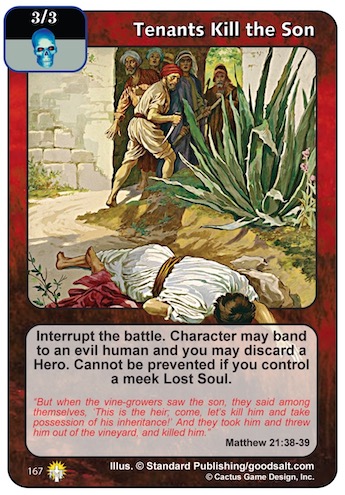 3/3
Tenants Kill the Son
Interrupt the battle. Character may band
to an evil human and you may discard a
Hero. Cannot be prevented if you control
a meek Lost Soul.
"But when the vine-growers saw the son, they said among
themselves, 'This is the heir; come, let's kill him and take
possession of his inheritance!' And they took him and threw
him out of the vineyard, and killed him."
Matthew 21:38-39
167
Illus. © Standard Publishing/goodsalt.com
© Cactus Game Design, Inc.